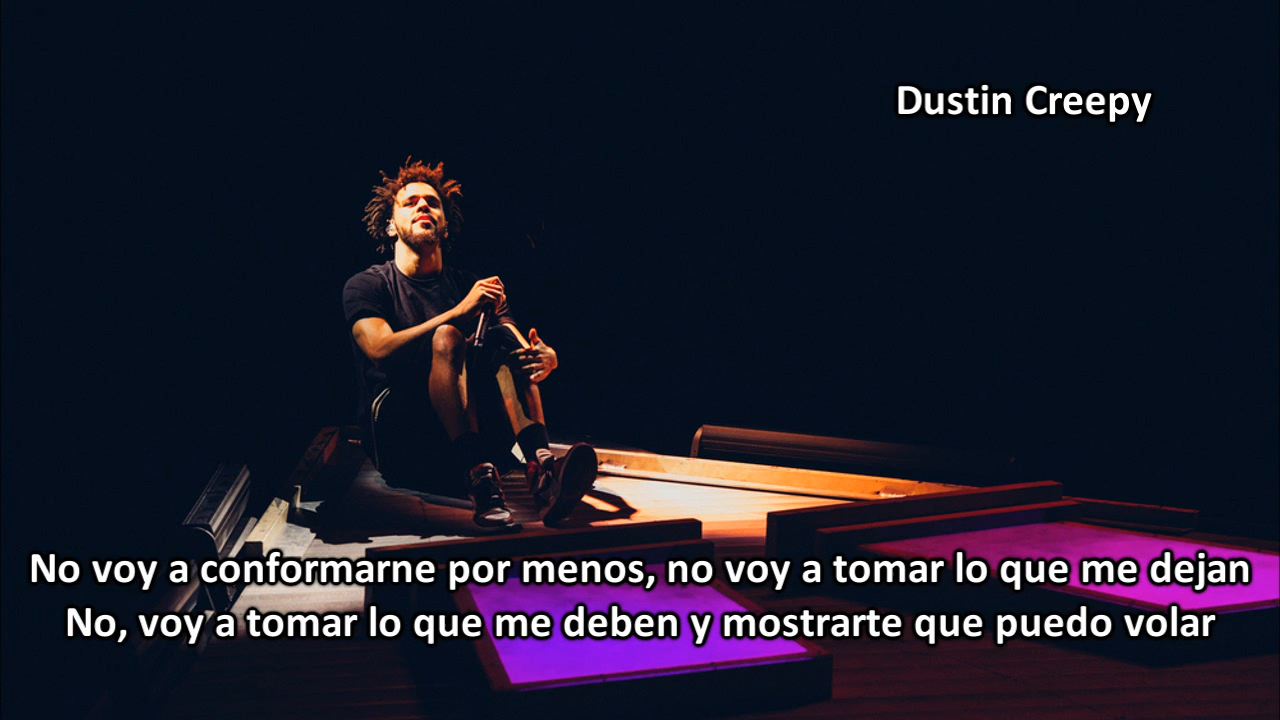 Dustin Creepy
No voy a conformarne por menos, no voy a tomar lo que me dejan
No, voy a tomar lo que me deben y mostrarte que puedo volar